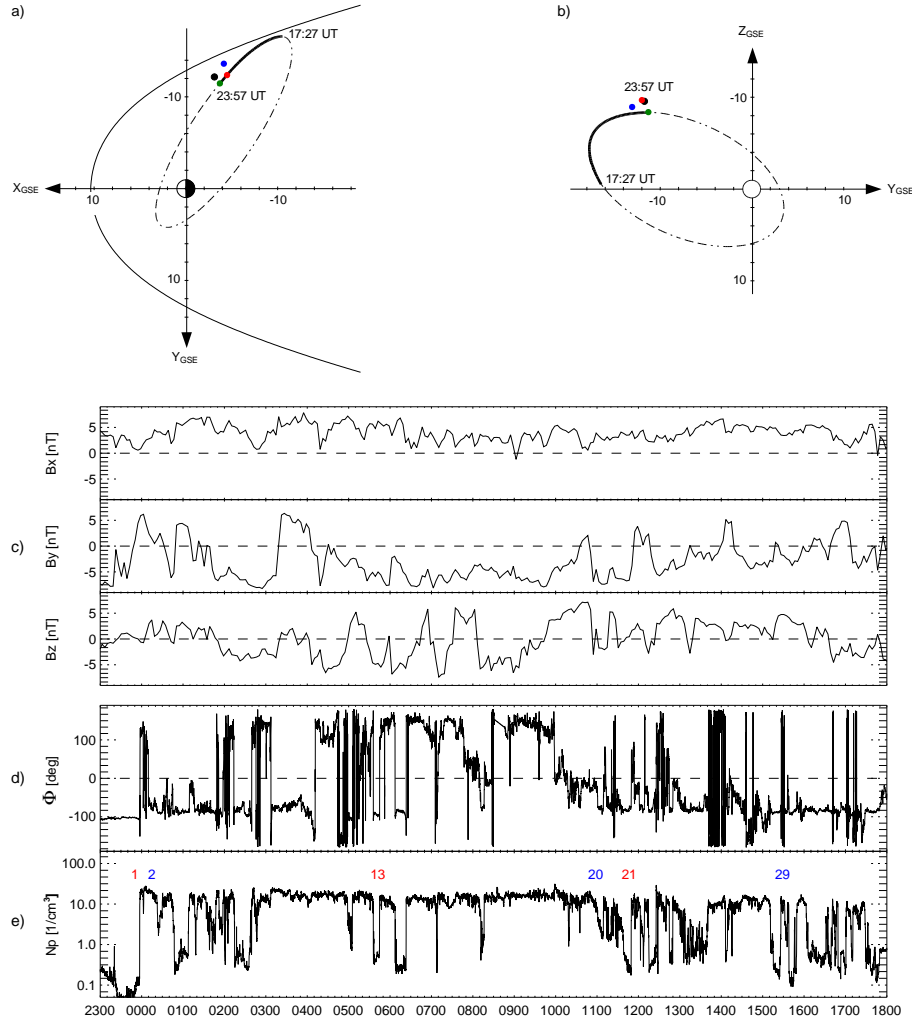 a)
b)
17:27 UT
23:57 UT
-10
XGSE
10
-10
10
YGSE
ZGSE
-10
23:57 UT
17:27 UT
-10
10
YGSE
10
c)
Bx [nT]
5
0
-5
By [nT]
5
0
-5
Bz [nT]
5
0
-5
d)
Φ [deg]
100
0
-100
e)
Np [1/cm³]
100.0
10.0
1.0
0.1
1 2 13 20 21 29
2300 0000 0100 0200 0300 0400 0500 0600 0700 0800 0900 1000 1100 1200 1300 1400 1500 1600 1700 1800